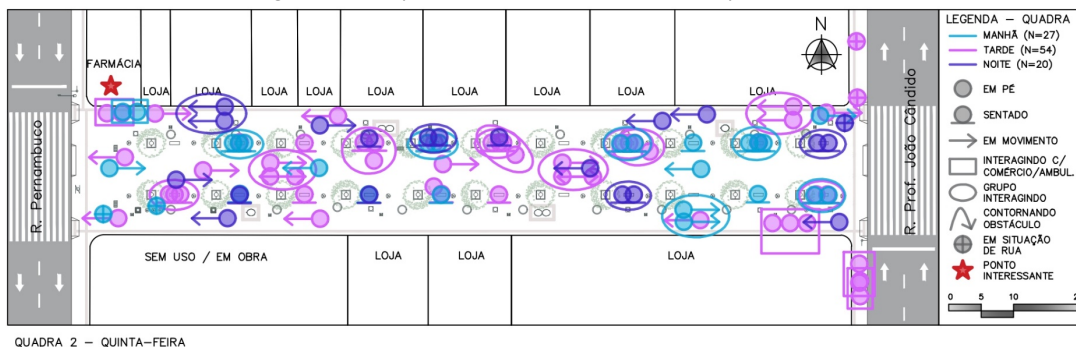 N
FARMÁCIA
LOJA
LOJA
LOJA
LOJA
LOJA
LOJA
LOJA
LOJA
R. Pernambuco
R. Prof. João Cândido
SEM USO / EM OBRA
LOJA
LOJA
LOJA
LEGENDA – QUADRA
MANHÃ (N=27)
TARDE (N=54)
NOITE (N=20)
EM PÉ
SENTADO
EM MOVIMENTO
INTERAGINDO C/
COMÉRCIO/AMBUL.
GRUPO
INTERAGINDO
CONTORNANDO
OBSTÁCULO
EM SITUAÇÃO
DE RUA
PONTO
INTERESSANTE
0 5 10 2
QUADRA 2 – QUINTA-FEIRA